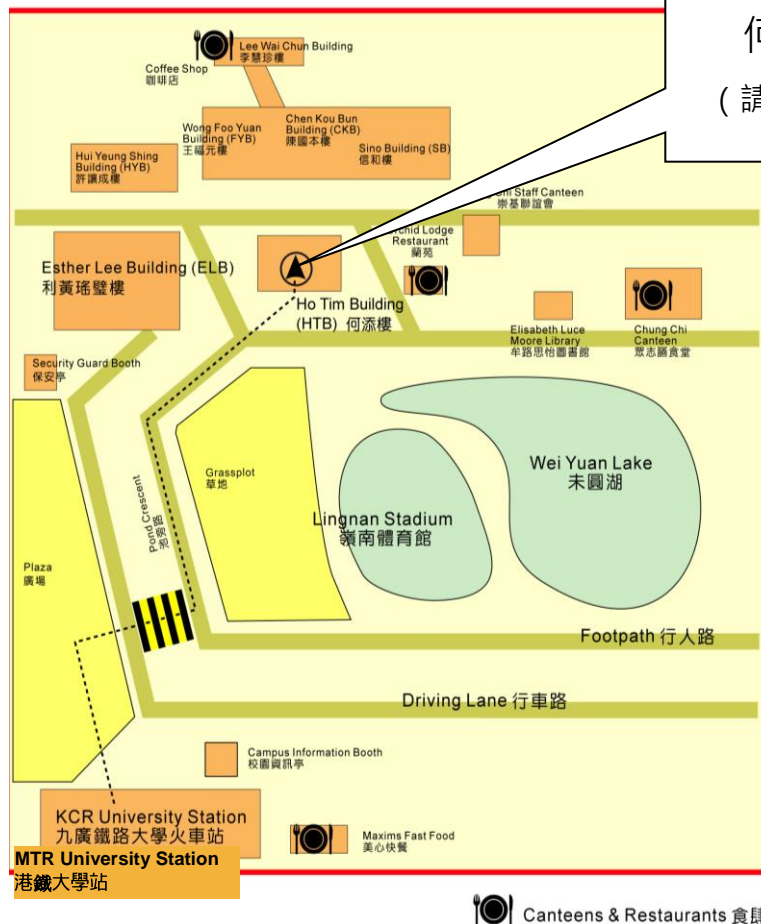 何
(請
Lee Wai Chun Building
李慧珍樓
Coffee Shop
咖啡店
Chen Kou Bun
Building (CKB)
陳國本樓
Wong Foo Yuan
Building (FYB)
王福元樓
Sino Building (SB)
信和樓
Hui Yeung Shing
Building (HYB)
許讓成樓
Staff Canteen
崇基聯誼會
Lodge
Restaurant
蘭苑
Esther Lee Building (ELB)
利黃瑤璧樓
Ho Tim Building
(HTB) 何添樓
Elisabeth Luce
Moore Library
牟路思怡圖書館
Chung Chi
Canteen
眾志膳食堂
Security Guard Booth
保安亭
Grassplot
草地
Wei Yuan Lake
未圓湖
Pond Crescent
池旁路
Lingnan Stadium
嶺南體育館
Plaza
廣場
Footpath 行人路
Driving Lane 行車路
Campus Information Booth
校園資訊亭
KCR University Station
九廣鐵路大學火車站
Maxims Fast Food
美心快餐
MTR University Station
港鐵大學站
Canteens & Restaurants 食肆